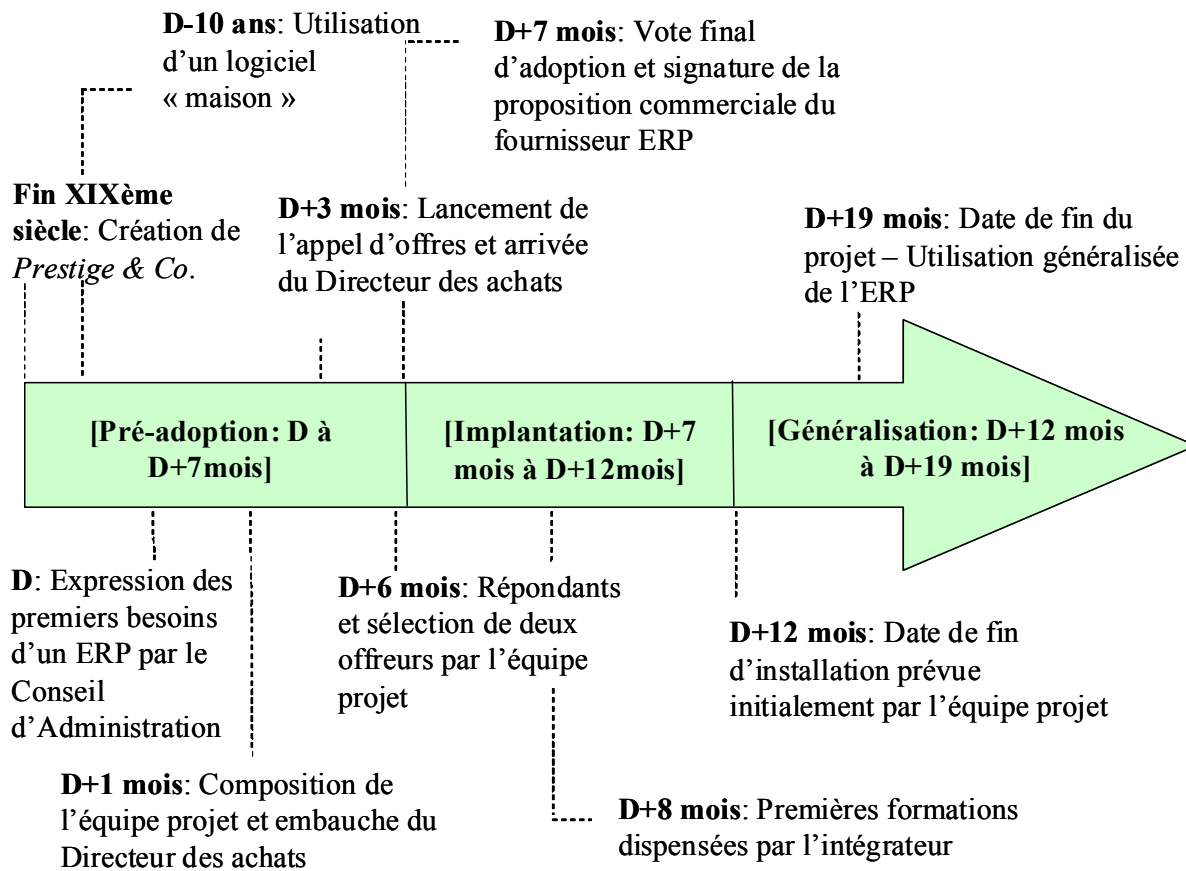 D-10 ans: Utilisation
d’un logiciel
« maison »
D+7 mois: Vote final
d’adoption et signature de la
proposition commerciale du
fournisseur ERP
Fin XIXème
siècle: Création de
Prestige & Co.
D+3 mois: Lancement de
l’appel d’offres et arrivée
du Directeur des achats
D+19 mois: Date de fin du
projet – Utilisation généralisée
de l’ERP
[Pré-adoption: D à
D+7mois]
[Implantation: D+7
mois à D+12mois]
[Généralisation: D+12 mois
à D+19 mois]
D: Expression des
premiers besoins
d’un ERP par le
Conseil
d’Administration
D+6 mois: Répondants
et sélection de deux
offreurs par l’équipe
projet
D+12 mois: Date de fin
d’installation prévue
initialement par l’équipe projet
D+1 mois: Composition de
l’équipe projet et embauche du
Directeur des achats
D+8 mois: Premières formations
dispensées par l’intégrateur